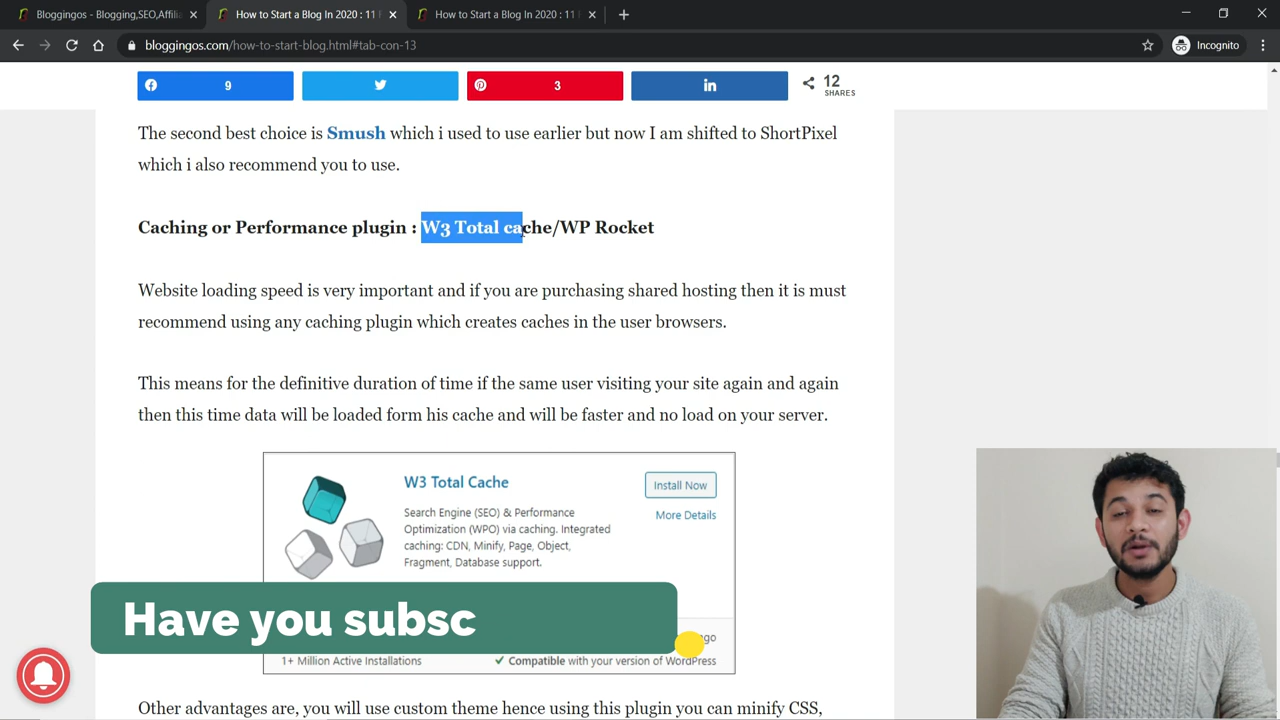 Bloggingos - Blogging,SEO,Affili
How to Start a Blog In 2020 : 11
How to Start a Blog In 2020 : 11
bloggingos.com/how-to-start-blog.html#tab-con-13
Incognito
9
3
12
SHARES
The second best choice is Smush which i used to use earlier but now I am shifted to ShortPixel
which i also recommend you to use.
Caching or Performance plugin : W3 Total cache/WP Rocket
Website loading speed is very important and if you are purchasing shared hosting then it is must
recommend using any caching plugin which creates caches in the user browsers.
This means for the definitive duration of time if the same user visiting your site again and again
then this time data will be loaded form his cache and will be faster and no load on your server.
W3 Total Cache
Install Now
More Details
Search Engine (SEO) & Performance
Optimization (WPO) via caching. Integrated
caching: CDN, Minify, Page, Object,
Fragment, Database support.
Have you subsc
ago
1+ Million Active Installations
Compatible with your version of WordPress
Other advantages are, you will use custom theme hence using this plugin you can minify CSS,